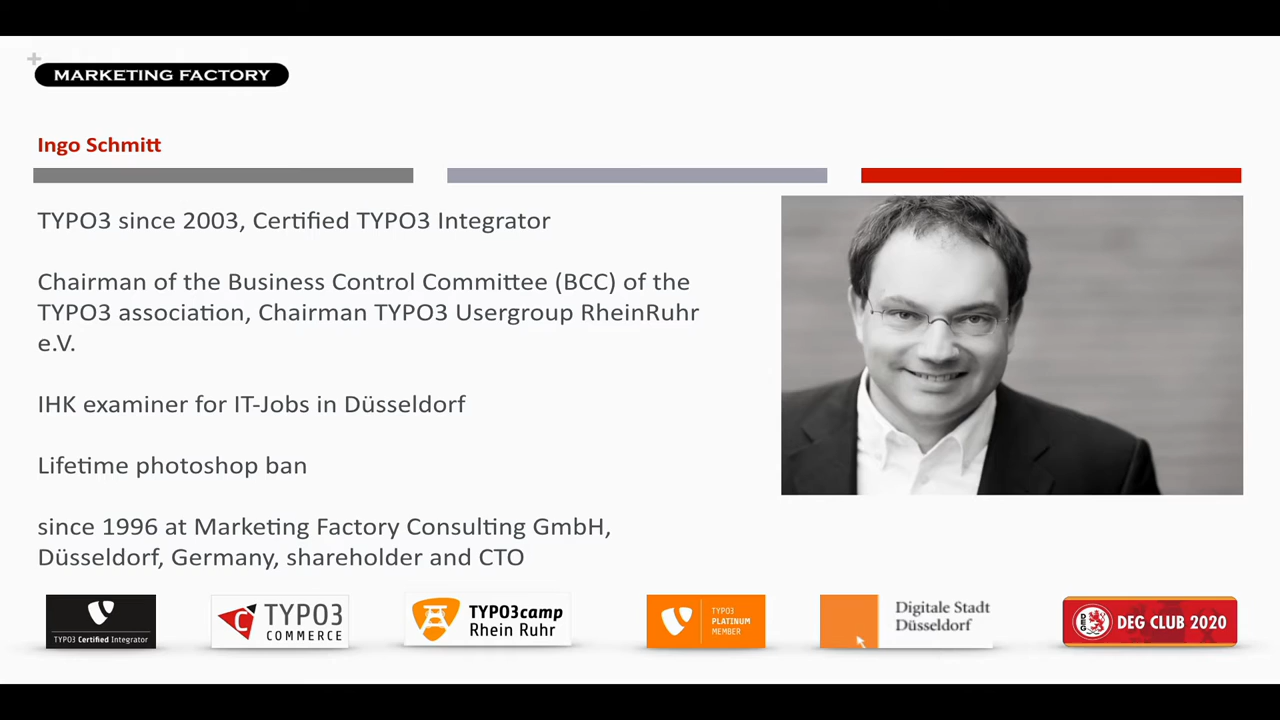 MARKETING FACTORY
Ingo Schmitt
TYPO3 since 2003, Certified TYPO3 Integrator
Chairman of the Business Control Committee (BCC) of the
TYPO3 association, Chairman TYPO3 Usergroup RheinRuhr
e.V.
IHK examiner for IT-Jobs in Düsseldorf
Lifetime photoshop ban
since 1996 at Marketing Factory Consulting GmbH,
Düsseldorf, Germany, shareholder and CTO
TYPO3 Certified Integrator
TYPO3
COMMERCE
TYPO3camp
Rhein Ruhr
TYPO3
PLATINUM
MEMBER
Digitale Stadt
Düsseldorf
DEG
DEG CLUB 2020